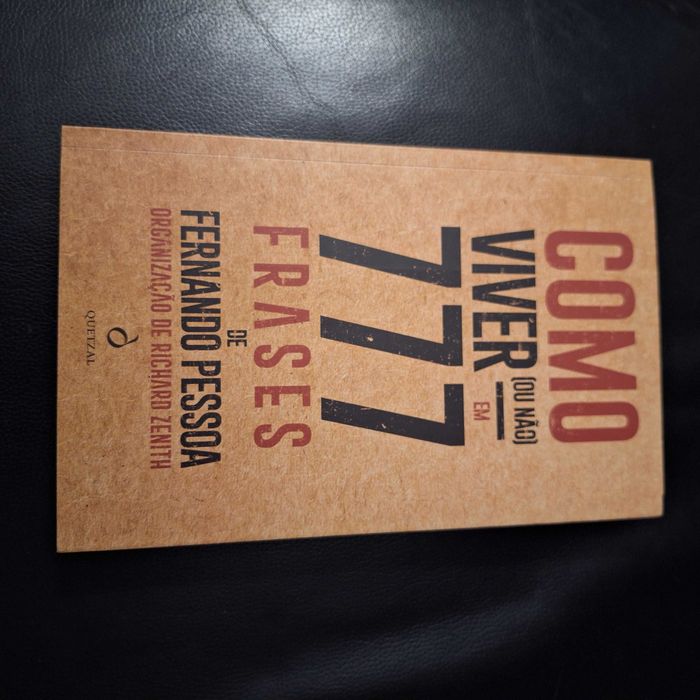 COMO
VIVER (OU NÃO)
EM
777
FRASES
DE
FERNANDO PESSOA
ORGANIZAÇÃO DE RICHARD ZENITH
QUETZAL